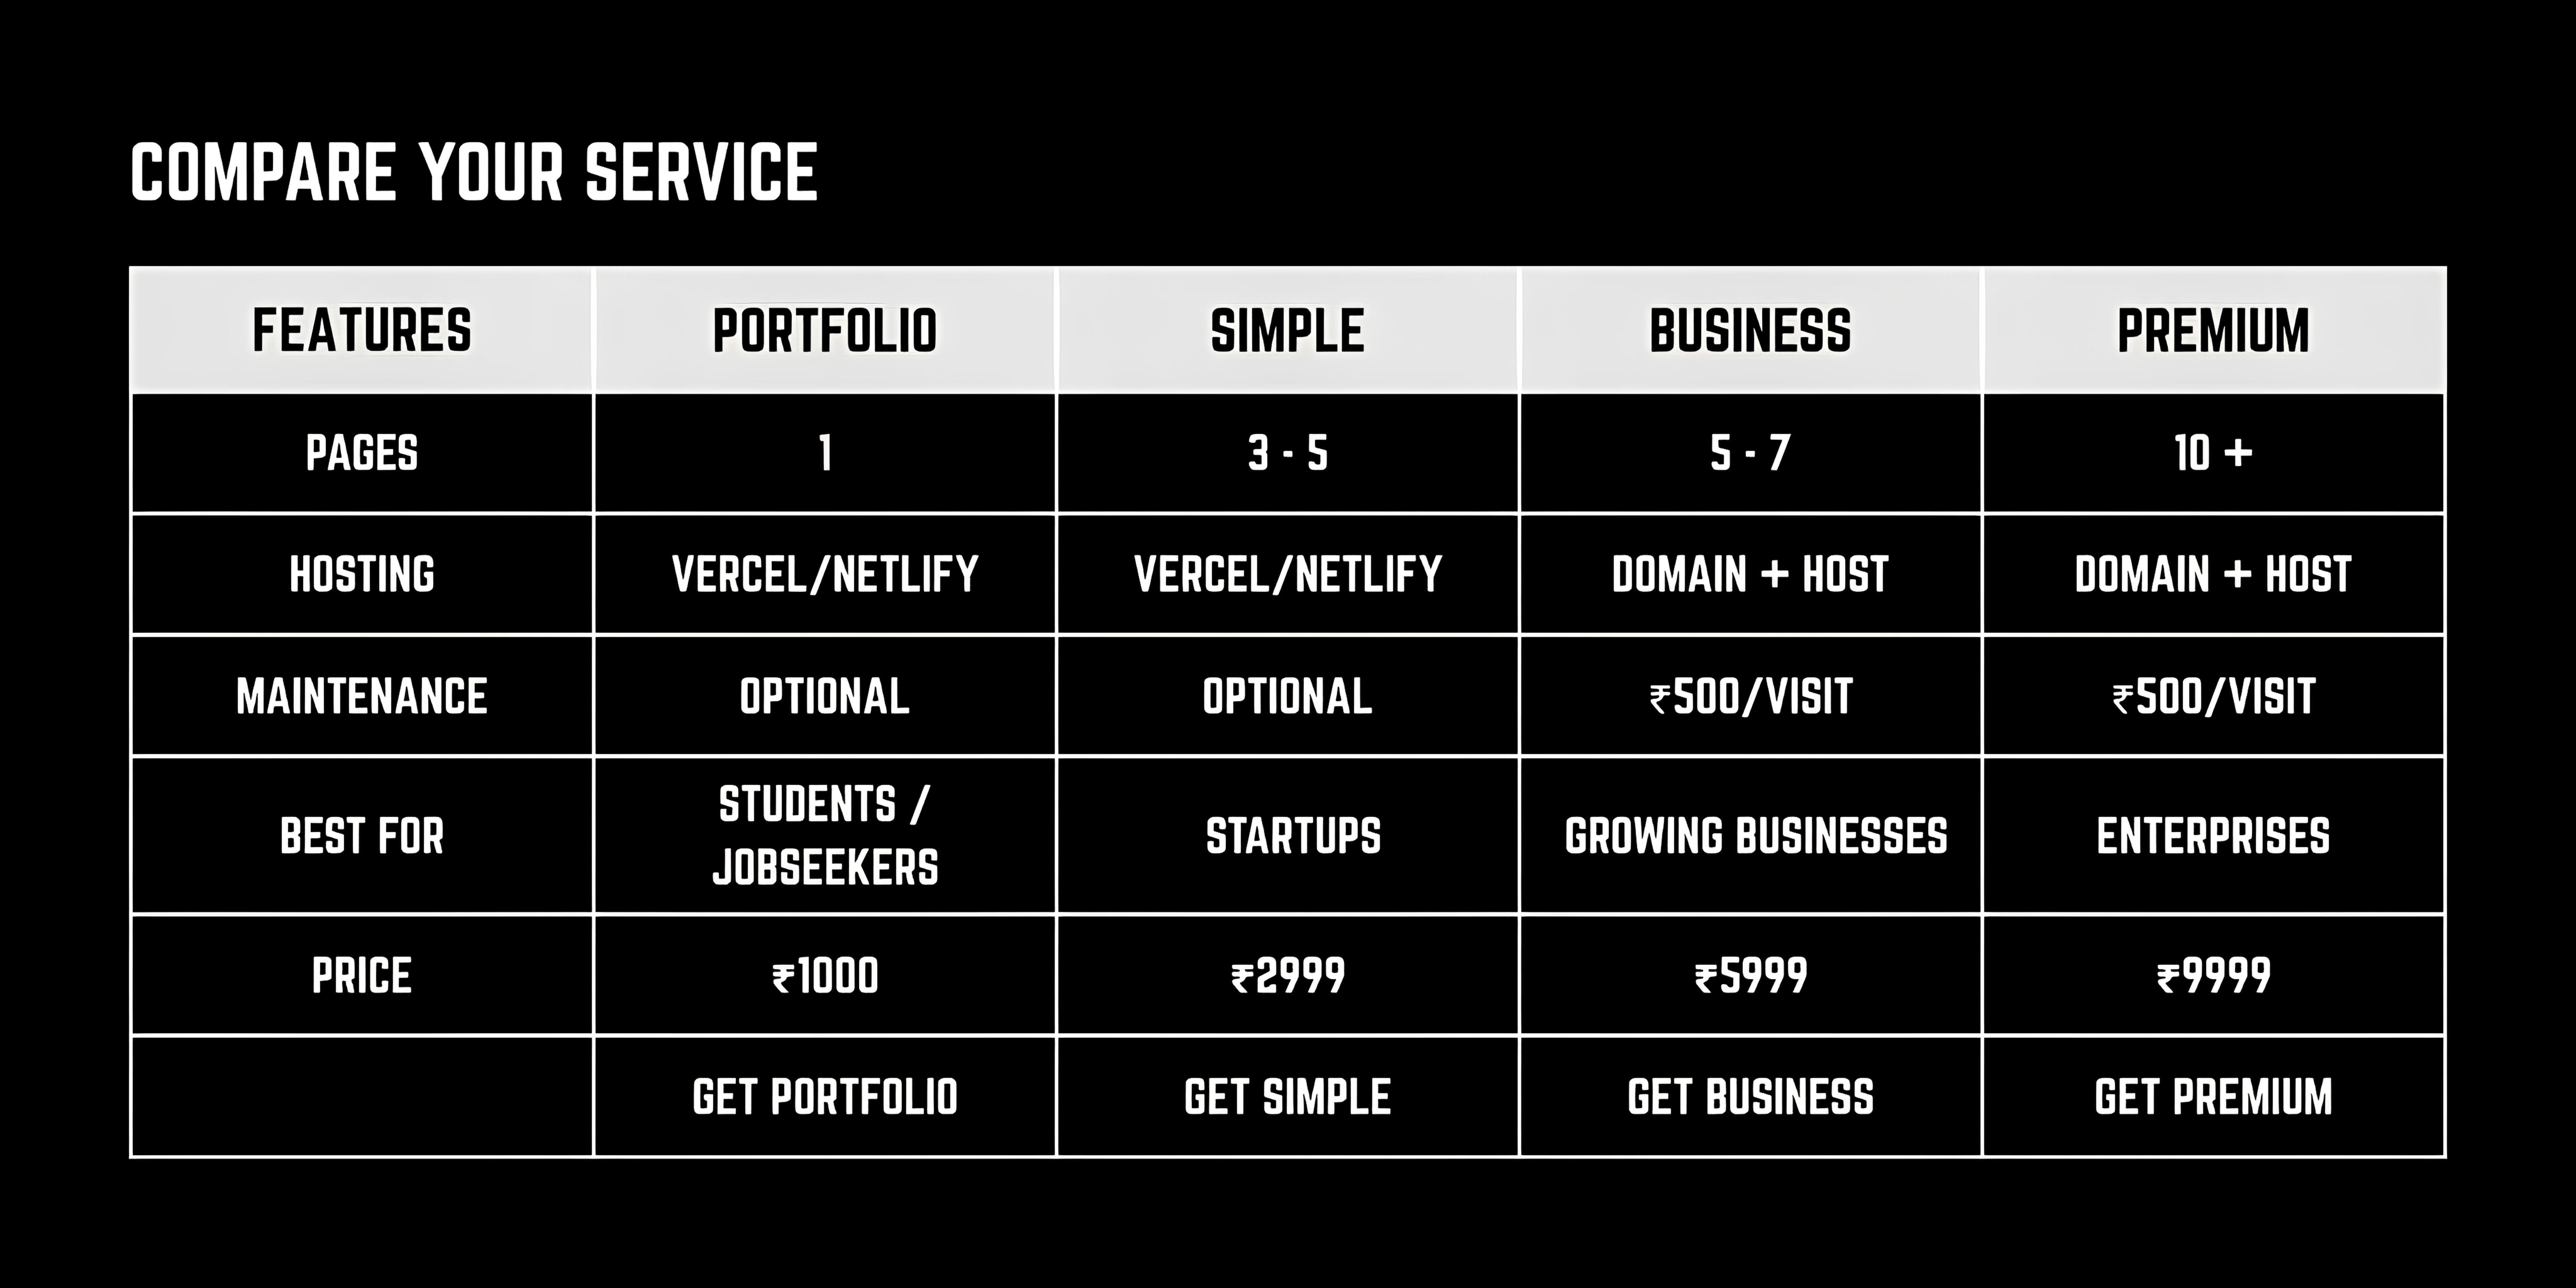 COMPARE YOUR SERVICE
FEATURES PORTFOLIO SIMPLE BUSINESS PREMIUM
PAGES 1 3 - 5 5 - 7 10 +
HOSTING VERCEL/NETLIFY VERCEL/NETLIFY DOMAIN + HOST DOMAIN + HOST
MAINTENANCE OPTIONAL OPTIONAL ₹500/VISIT ₹500/VISIT
BEST FOR STUDENTS / JOBSEEKERS STARTUPS GROWING BUSINESSES ENTERPRISES
PRICE ₹1000 ₹2999 ₹5999 ₹9999
GET PORTFOLIO GET SIMPLE GET BUSINESS GET PREMIUM